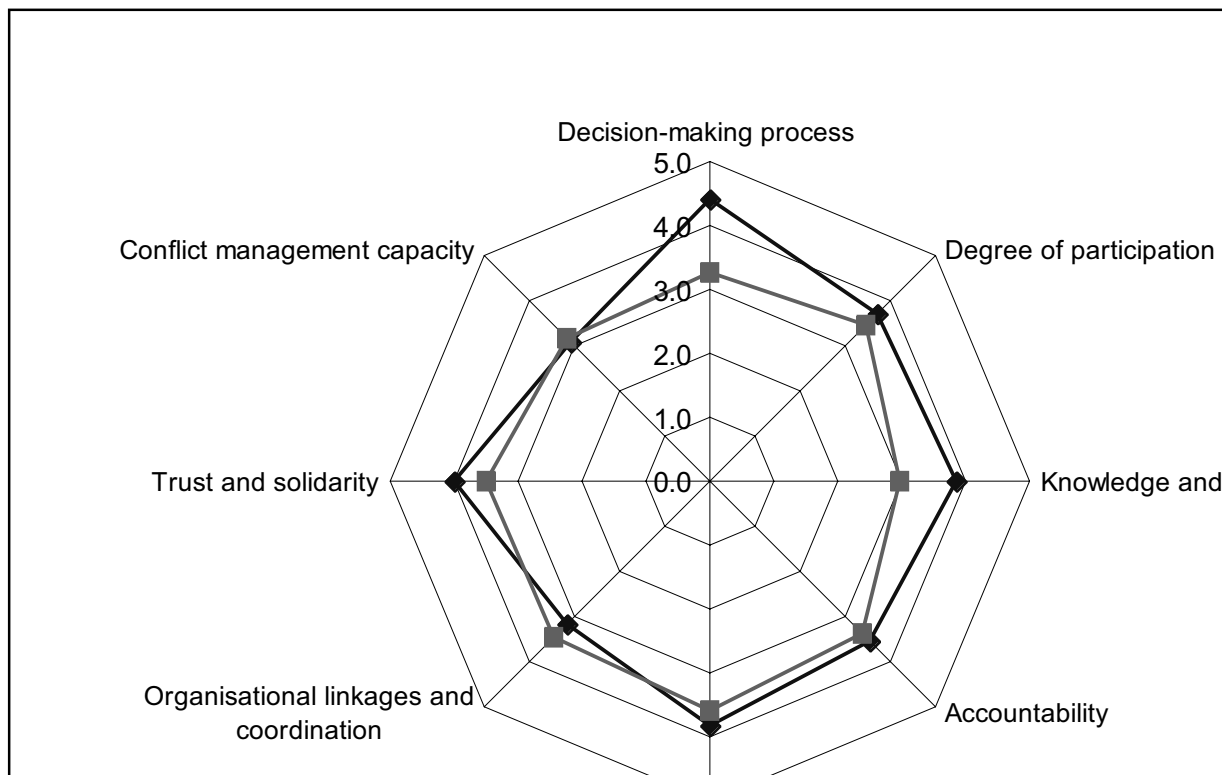 Decision-making process
5.0
Conflict management capacity
4.0
Degree of participation
3.0
2.0
1.0
Trust and solidarity
0.0
Knowledge and
Organisational linkages and
coordination
Accountability